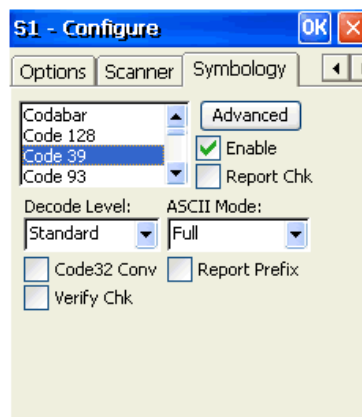 S1 - Configure OK
Options Scanner Symbology
Codabar
Code 128
Code 39
Code 93
Advanced
Enable
Report Chk
Decode Level: ASCII Mode:
Standard Full
Code32 Conv Report Prefix
Verify Chk